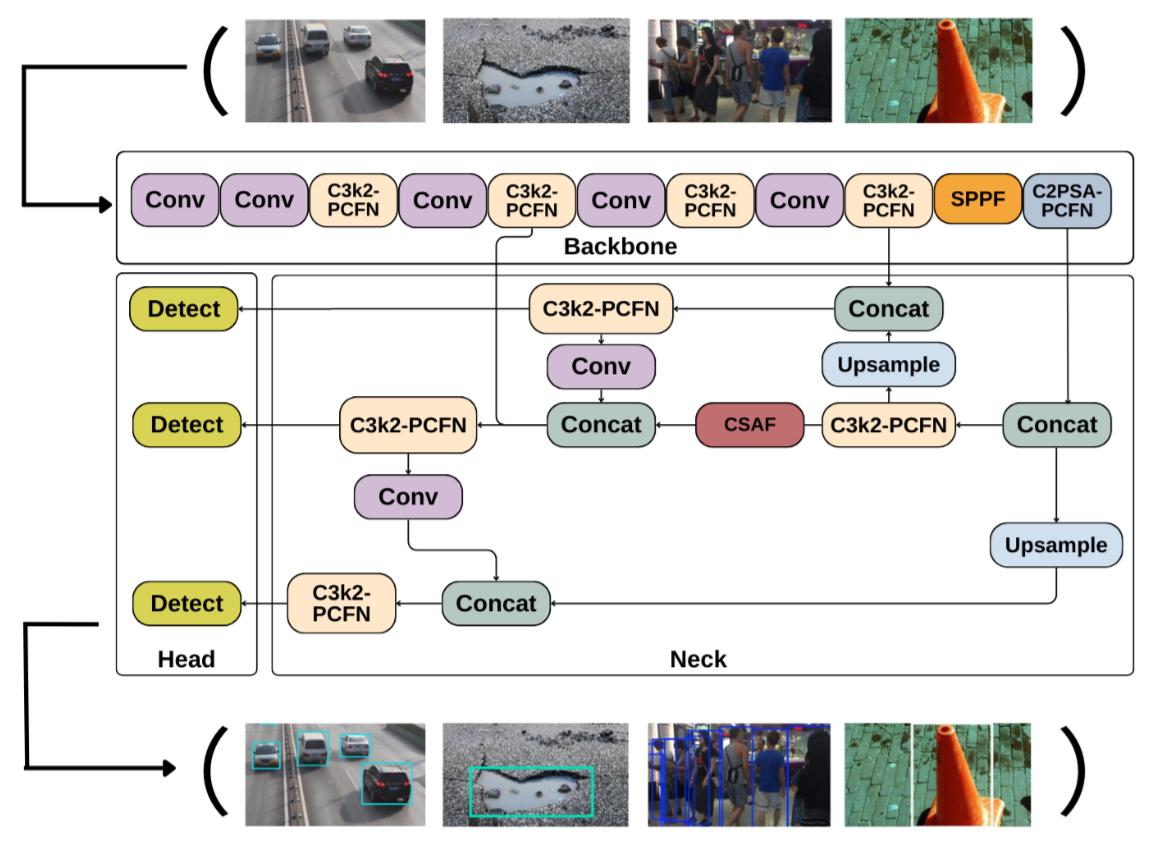 ( )
Conv Conv C3k2- Conv C3k2- Conv C3k2- Conv C3k2- SPPF C2PSA-
PCFN PCFN PCFN PCFN PCFN
Backbone
Detect C3k2-PCFN Concat
Conv Upsample
Detect C3k2-PCFN Concat CSAF C3k2-PCFN Concat
Conv
Upsample
Detect C3k2- Concat
PCFN
Head Neck
( )